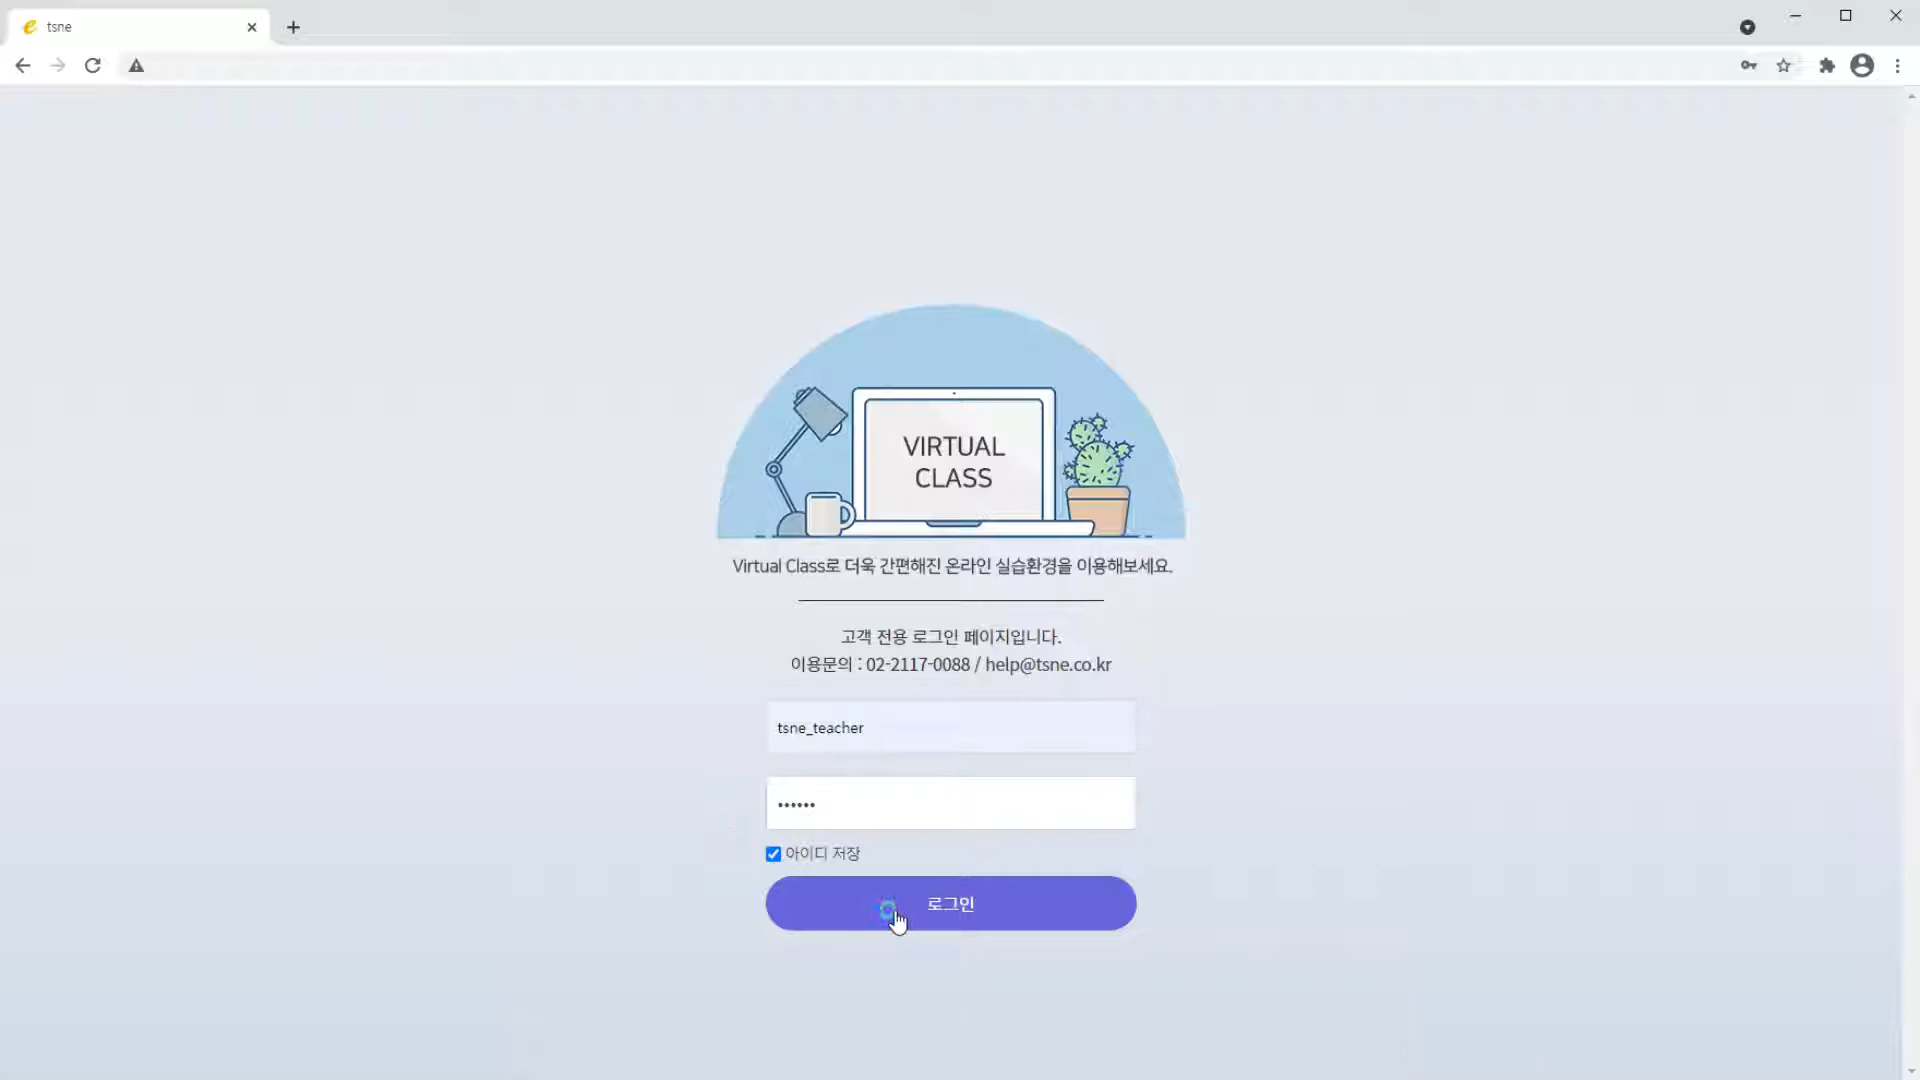 tsne
VIRTUAL
CLASS
Virtual Class로 더욱 간편해진 온라인 실습환경을 이용해보세요.
고객 전용 로그인 페이지입니다.
이용문의 : 02-2117-0088 / help@tsne.co.kr
tsne_teacher
••••••
아이디 저장
로그인